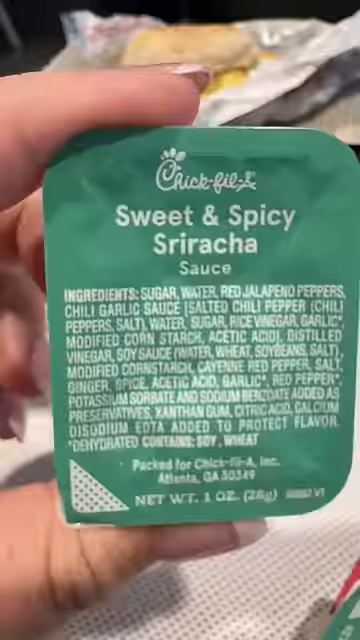 Chick-fil-A
Sweet & Spicy
Sriracha
Sauce
INGREDIENTS: SUGAR, WATER, RED JALAPENO PEPPERS,
CHILI GARLIC SAUCE [SALTED CHILI PEPPER (CHILI
PEPPERS, SALT), WATER, SUGAR, RICE VINEGAR, GARLIC*,
MODIFIED CORN STARCH, ACETIC ACID], DISTILLED
VINEGAR, SOY SAUCE (WATER, WHEAT, SOYBEANS, SALT),
MODIFIED CORNSTARCH, CAYENNE RED PEPPER, SALT,
GINGER, SPICE, ACETIC ACID, GARLIC*, RED PEPPER*,
POTASSIUM SORBATE AND SODIUM BENZOATE ADDED AS
PRESERVATIVES, XANTHAN GUM, CITRIC ACID, CALCIUM
DISODIUM EDTA ADDED TO PROTECT FLAVOR.
*DEHYDRATED CONTAINS: SOY, WHEAT
Packed for Chick-fil-A, Inc.
Atlanta, GA 30349
NET WT. 1 OZ. (28g)